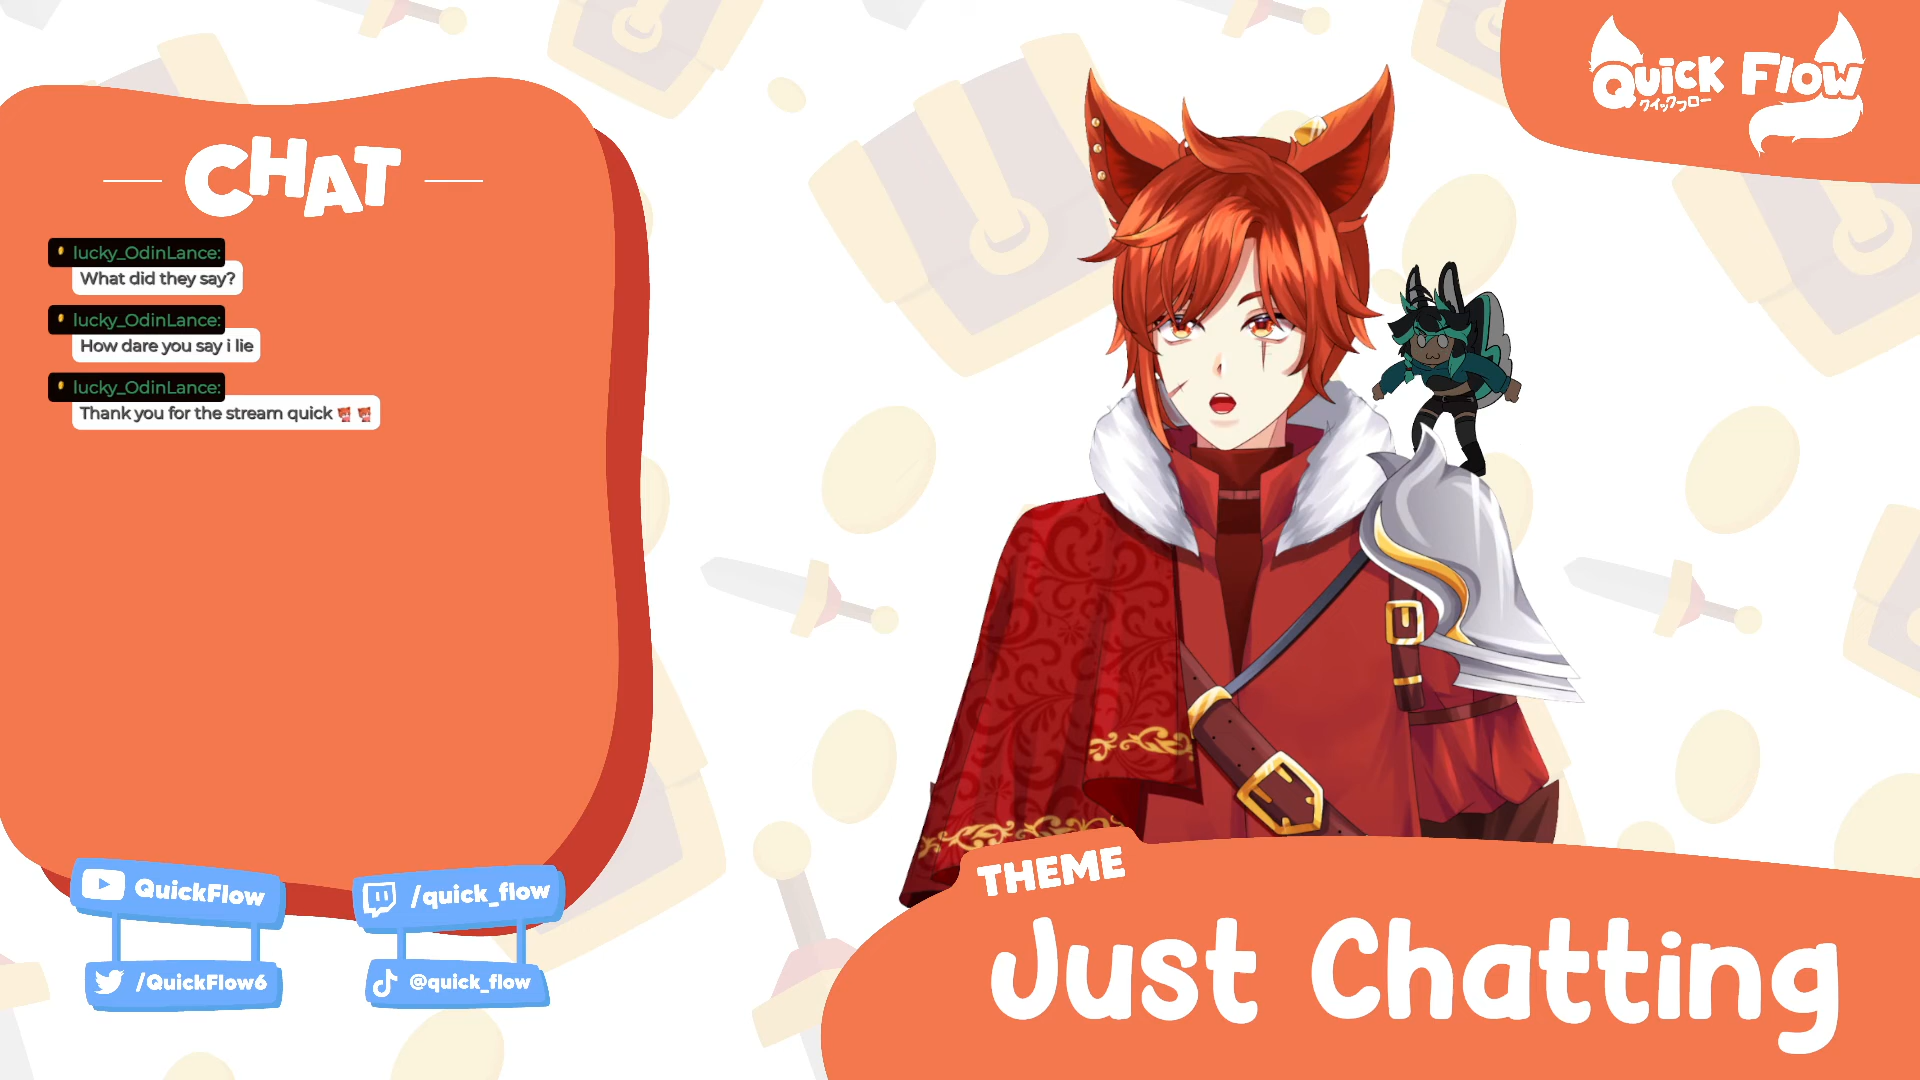 CHAT
lucky_OdinLance:
What did they say?
lucky_OdinLance:
How dare you say i lie
lucky_OdinLance:
Thank you for the stream quick
QuickFlow
/quick_flow
/QuickFlow6
@quick_flow
Quick Flow
クイックフロー
THEME
Just Chatting